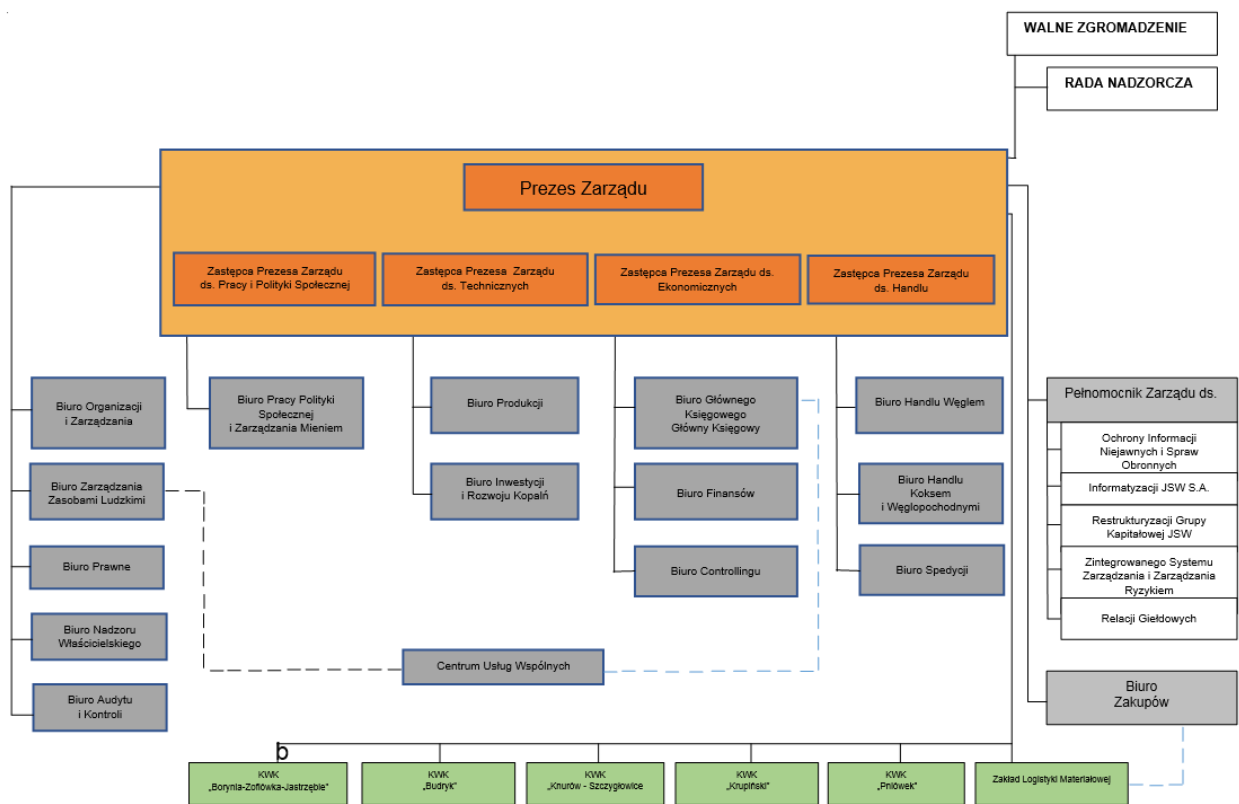 WALNE ZGROMADZENIE
RADA NADZORCZA
Prezes Zarządu
Zastępca Prezesa Zarządu
ds. Pracy i Polityki Społecznej
Zastępca Prezesa Zarządu
ds. Technicznych
Zastępca Prezesa Zarządu ds.
Ekonomicznych
Zastępca Prezesa Zarządu
ds. Handlu
Biuro Organizacji
i Zarządzania
Biuro Zarządzania
Zasobami Ludzkimi
Biuro Prawne
Biuro Nadzoru
Właścicielskiego
Biuro Audytu
i Kontroli
Biuro Pracy Polityki
Społecznej
i Zarządzania Mieniem
Biuro Produkcji
Biuro Inwestycji
i Rozwoju Kopalń
Biuro Głównego
Księgowego
Główny Księgowy
Biuro Finansów
Biuro Controllingu
Biuro Handlu Węglem
Biuro Handlu
Koksem
i Węglopochodnymi
Biuro Spedycji
Centrum Usług Wspólnych
Pełnomocnik Zarządu ds.
Ochrony Informacji
Niejawnych i Spraw
Obronnych
Informatyzacji JSW S.A.
Restrukturyzacji Grupy
Kapitałowej JSW
Zintegrowanego Systemu
Zarządzania i Zarządzania
Ryzykiem
Relacji Giełdowych
Biuro
Zakupów
b
KWK
„Borynia-Zofiówka-Jastrzębie"
KWK
„Budryk"
KWK
„Knurów - Szczygłowice
KWK
„Krupiński"
KWK
„Pniówek"
Zakład Logistyki Materiałowej